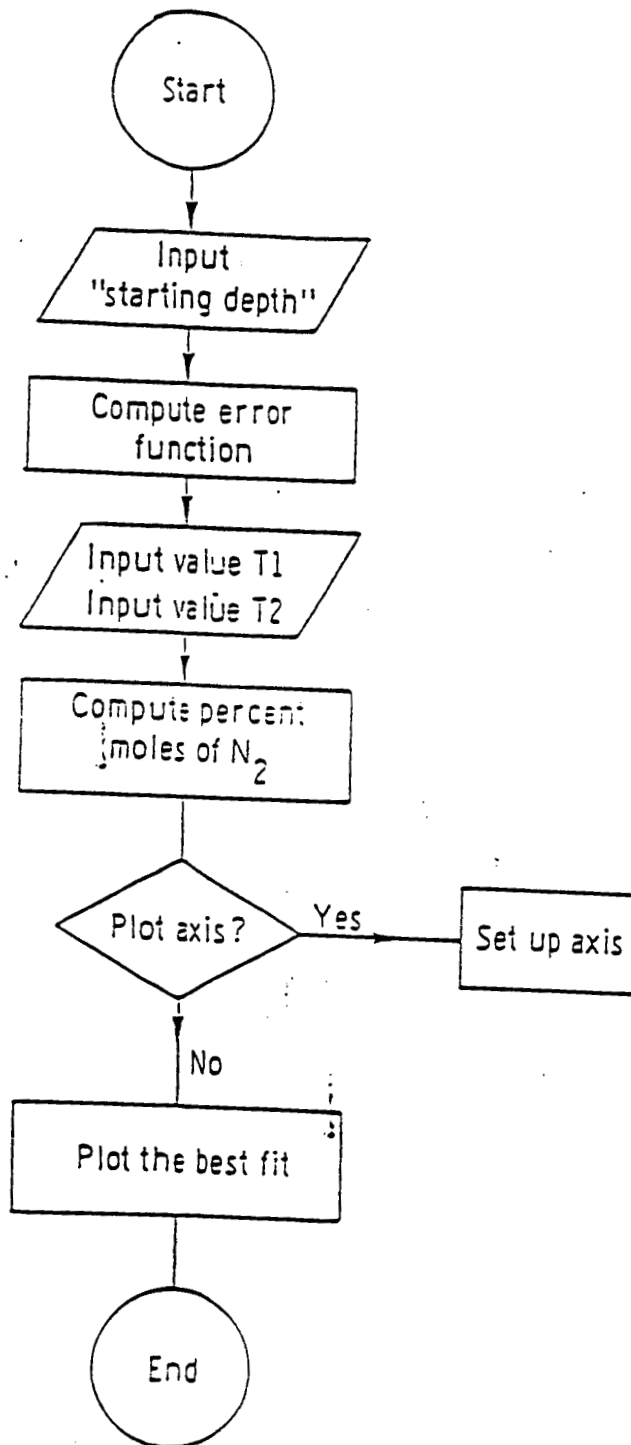 Start
Input
"starting depth"
Compute error
function
Input value T1
Input value T2
Compute percent
moles of N2
Plot axis?
Yes
Set up axis
No
Plot the best fit
End